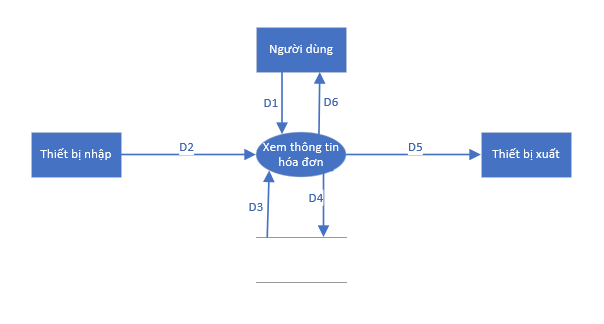 Người dùng
D1
D6
Thiết bị nhập
D2
Xem thông tin
hóa đơn
D5
Thiết bị xuất
D3
D4